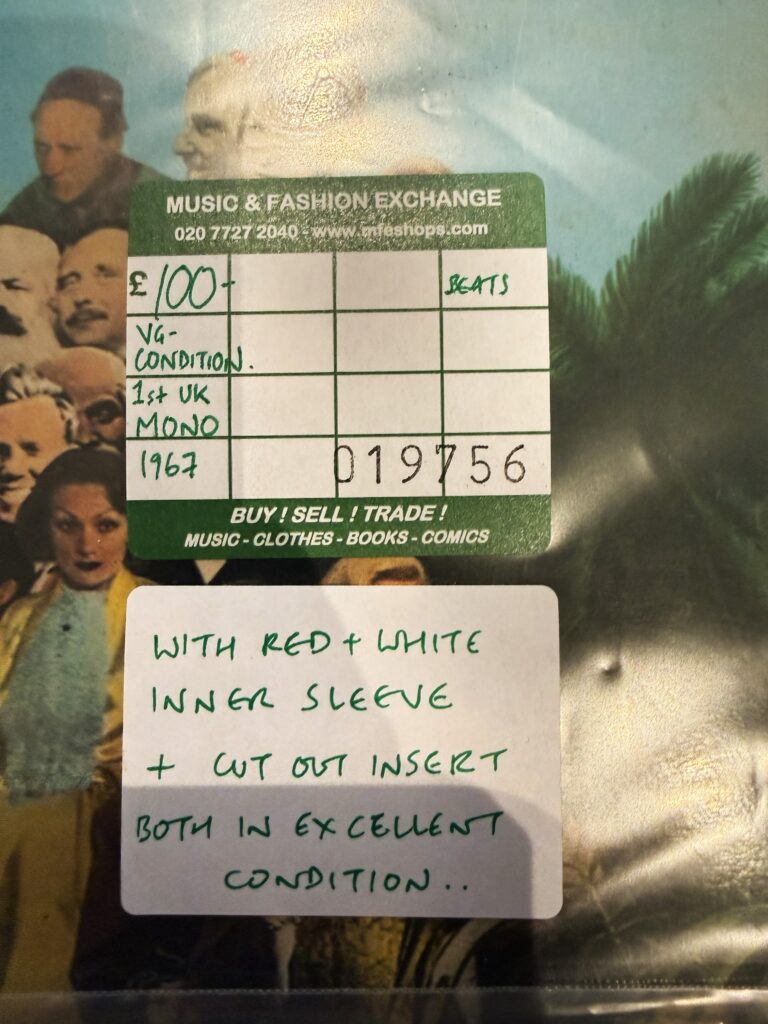 MUSIC & FASHION EXCHANGE
020 7727 2040 - www.mfeshops.com
£100- BEATS
VG-
CONDITION.
1st UK
MONO
1967 019756
BUY! SELL! TRADE!
MUSIC - CLOTHES - BOOKS - COMICS
WITH RED + WHITE
INNER SLEEVE
+ CUT OUT INSERT
BOTH IN EXCELLENT
CONDITION..